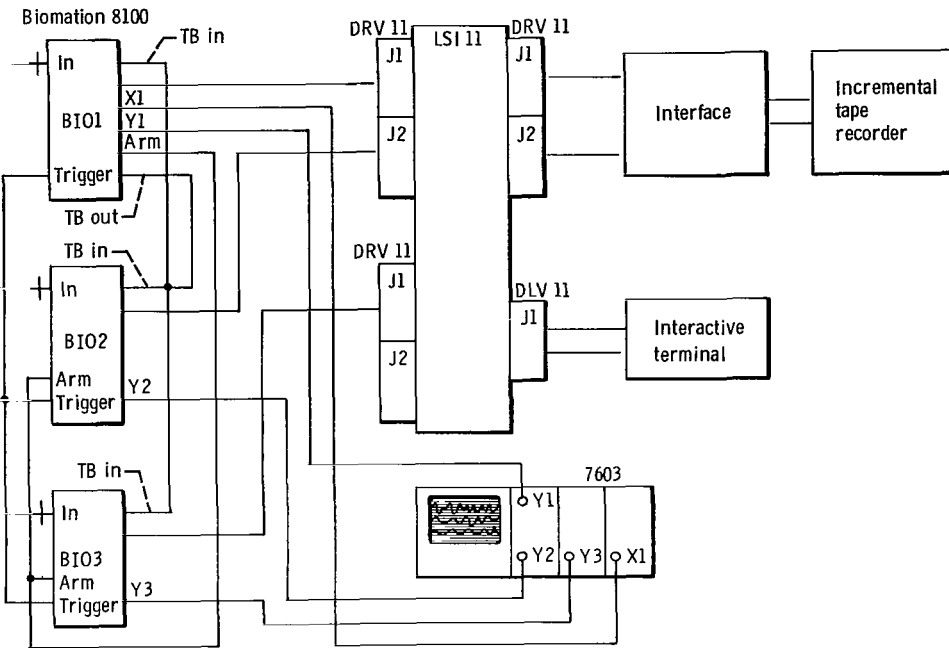 Biomation 8100
TB in
In
X1
Y1
Arm
BIO1
Trigger
TB out
TB in
In
BIO2
Arm
Trigger
Y2
TB in
In
BIO3
Arm
Trigger
Y3
DRV 11
J1
J2
LSI 11
DRV 11
J1
J2
Interface
Incremental
tape
recorder
DRV 11
J1
J2
DLV 11
J1
Interactive
terminal
7603
Y1
Y2
Y3
X1